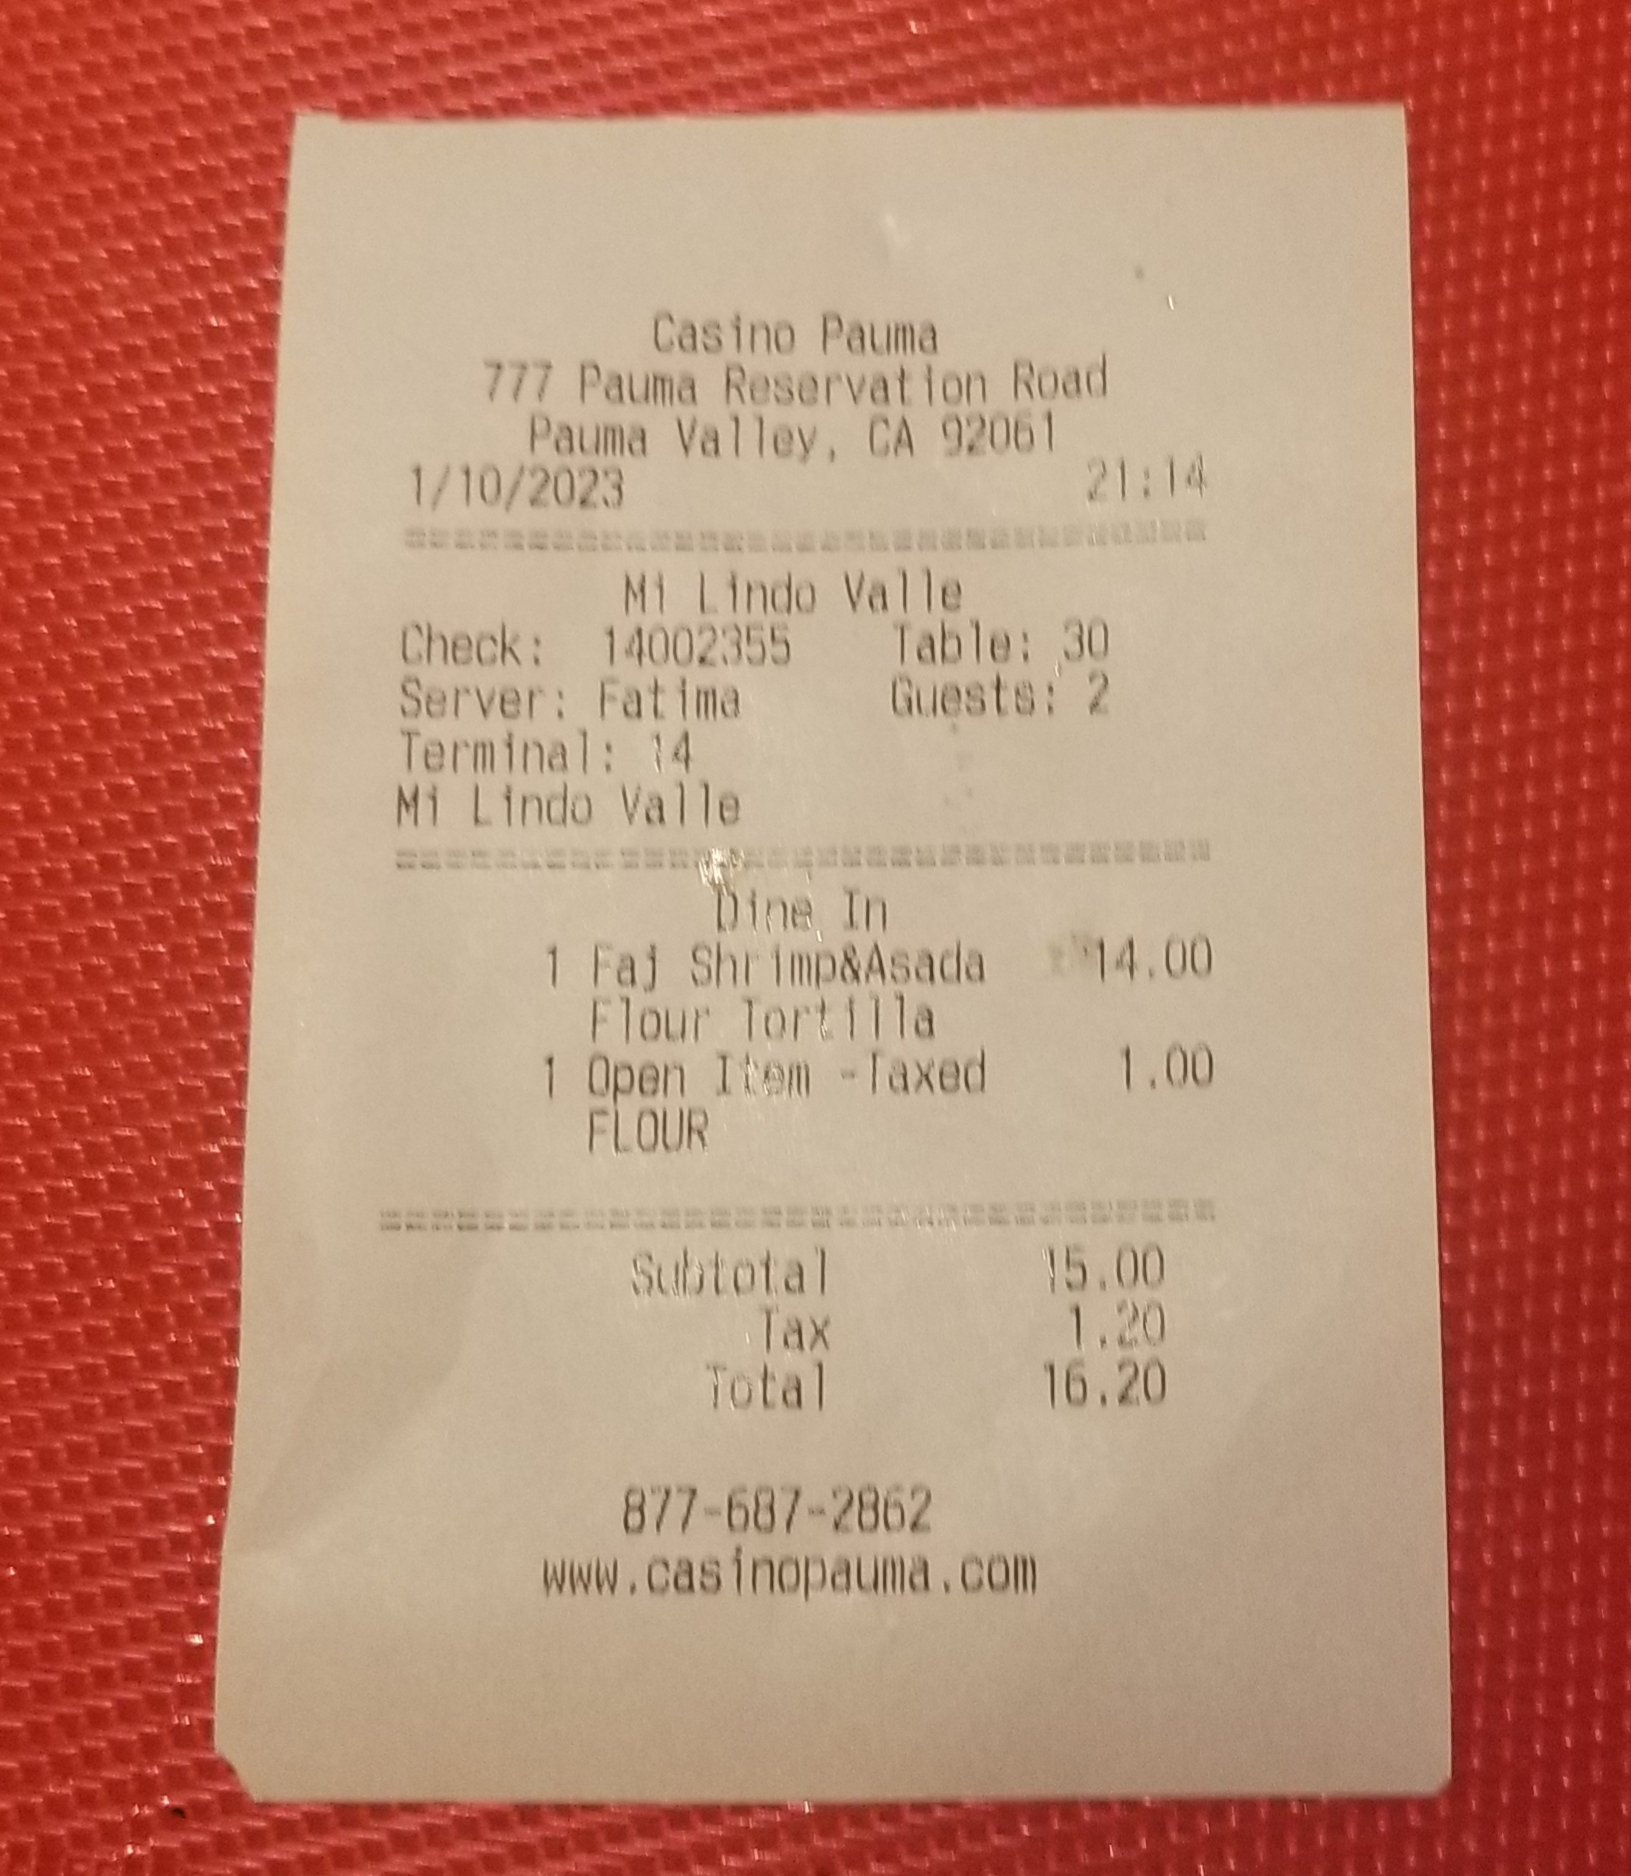 Casino Pauma
777 Pauma Reservation Road
Pauma Valley, CA 92061
1/10/2023 21:14
=================================
Mi Lindo Valle
Check: 14002355 Table: 30
Server: Fatima Guests: 2
Terminal: 14
Mi Lindo Valle
=================================
Dine In
1 Faj Shrimp&Asada 14.00
Flour Tortilla
1 Open Item -Taxed 1.00
FLOUR
=================================
Subtotal 15.00
Tax 1.20
Total 16.20
877-687-2862
www.casinopauma.com